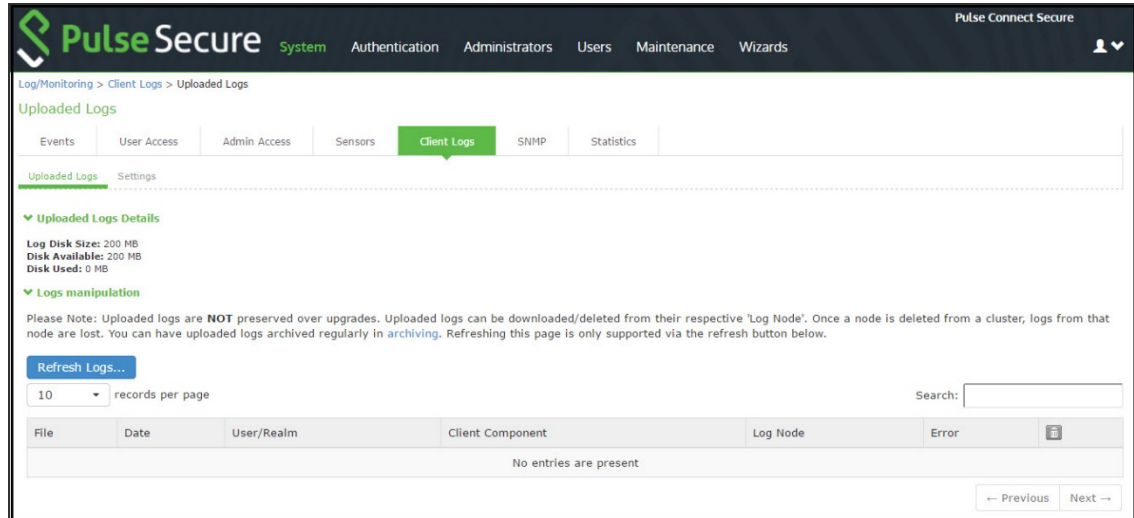 Pulse Connect Secure
Pulse Secure System Authentication Administrators Users Maintenance Wizards
Log/Monitoring > Client Logs > Uploaded Logs
Uploaded Logs
Events User Access Admin Access Sensors Client Logs SNMP Statistics
Uploaded Logs Settings
Uploaded Logs Details
Log Disk Size: 200 MB
Disk Available: 200 MB
Disk Used: 0 MB
Logs manipulation
Please Note: Uploaded logs are NOT preserved over upgrades. Uploaded logs can be downloaded/deleted from their respective 'Log Node'. Once a node is deleted from a cluster, logs from that
node are lost. You can have uploaded logs archived regularly in archiving. Refreshing this page is only supported via the refresh button below.
Refresh Logs...
10 records per page Search:
File Date User/Realm Client Component Log Node Error
No entries are present
← Previous Next →